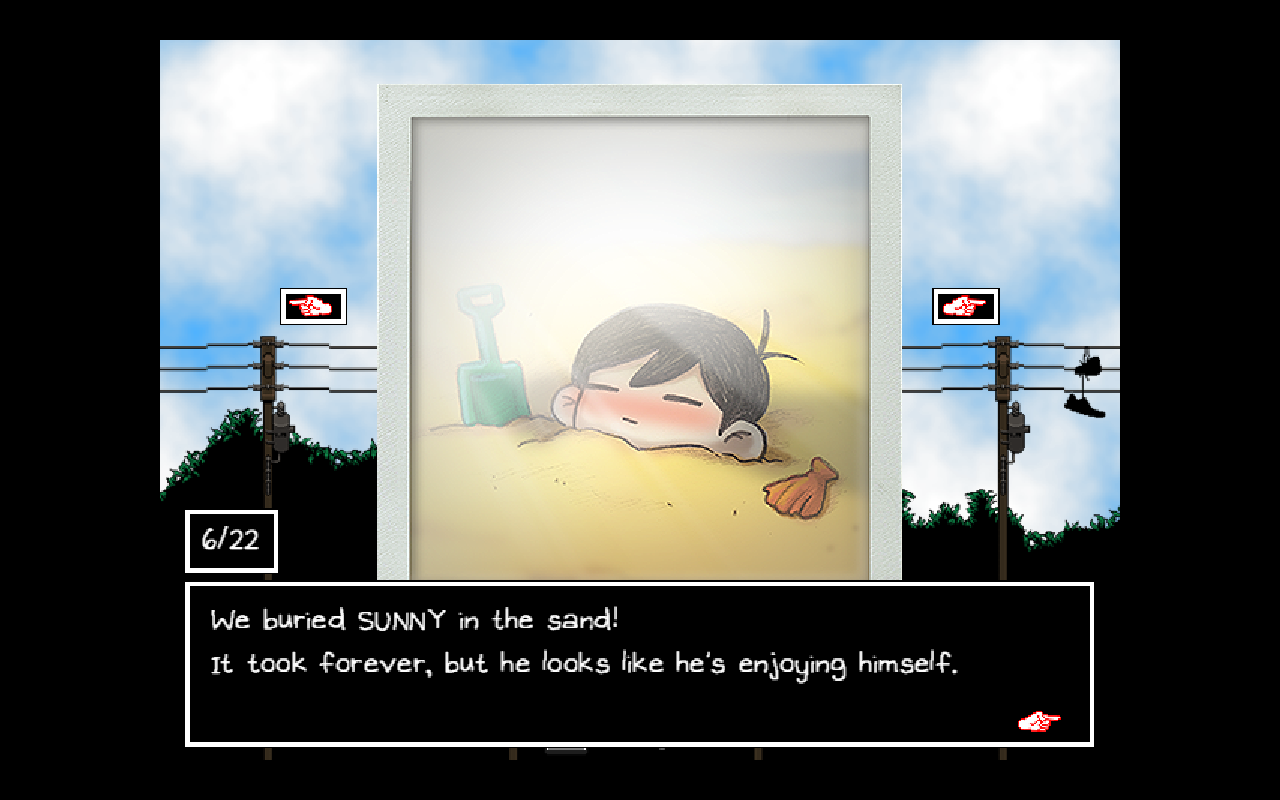 6/22
We buried SUNNY in the sand!
It took forever, but he looks like he's enjoying himself.